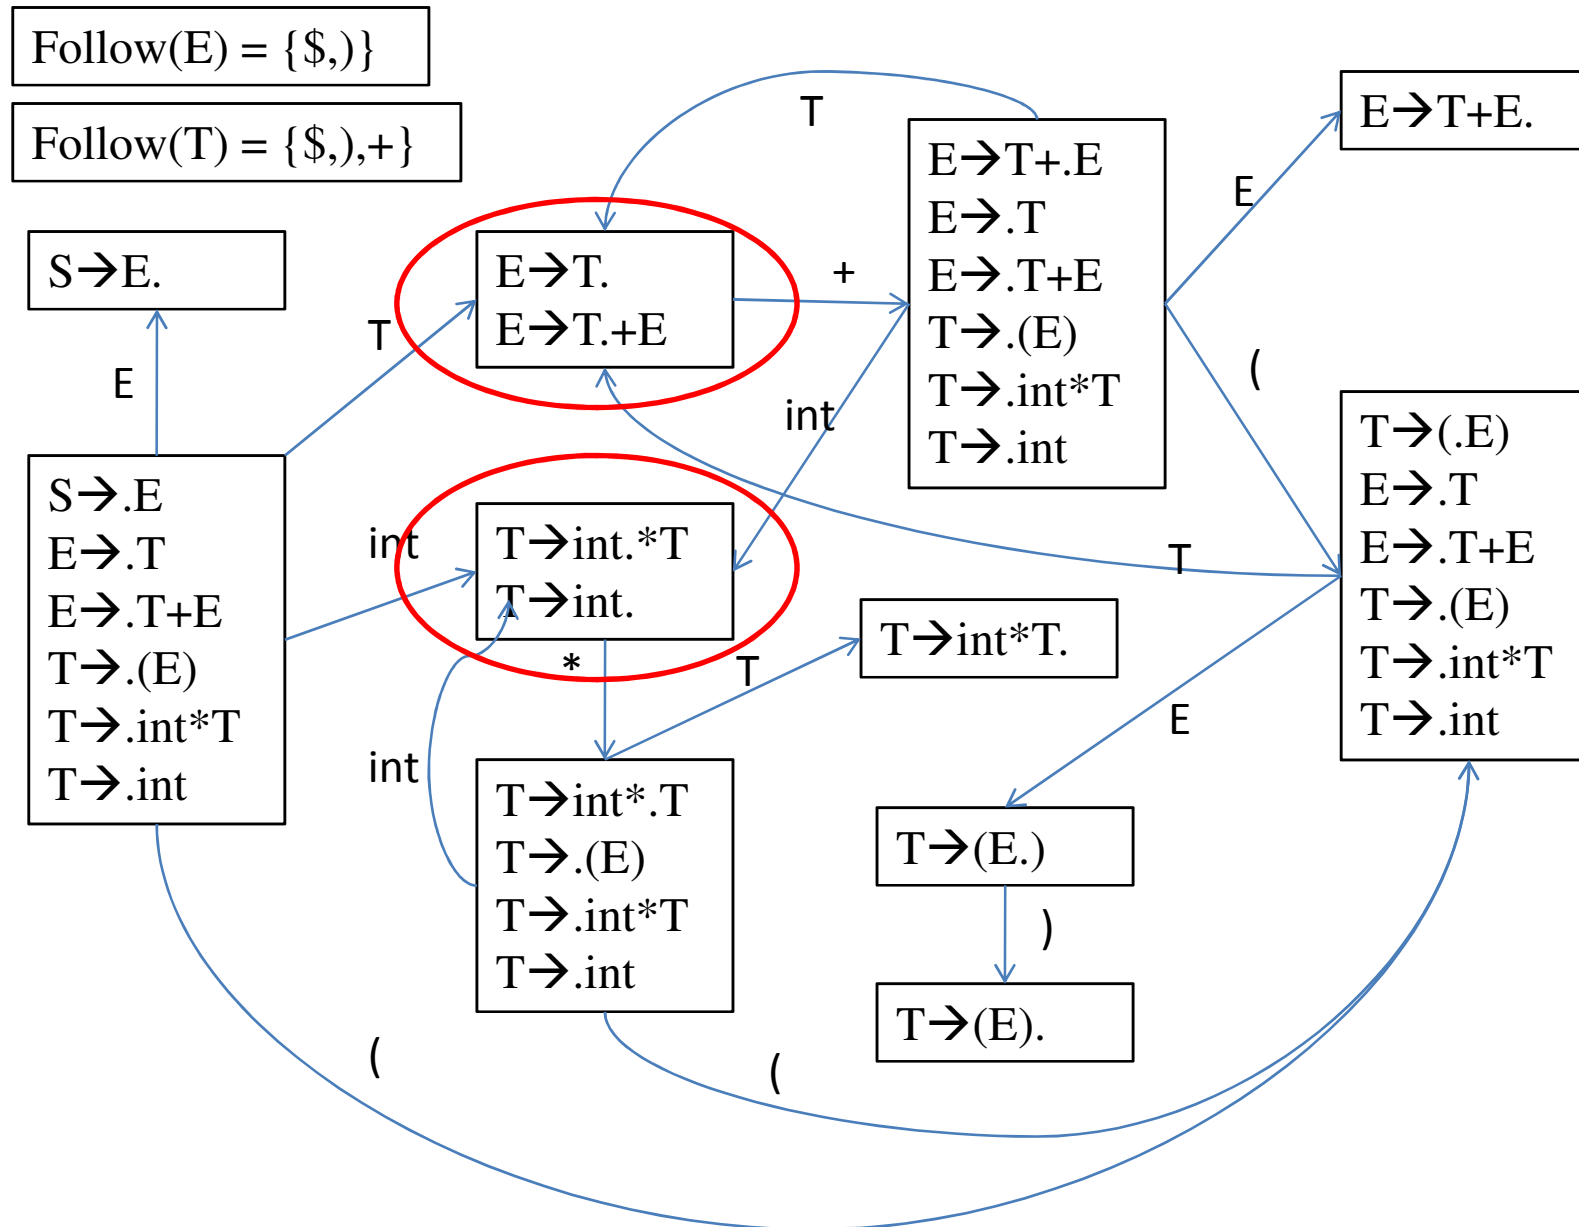 Follow(E) = {$,)}
Follow(T) = {$,),+}
T
E→T+E.
E→T+.E
E→.T
E→.T+E
T→.(E)
T→.int*T
T→.int
E
S→E.
E→T.
E→T.+E
+
T
E
(
int
T→(.E)
E→.T
E→.T+E
T→.(E)
T→.int*T
T→.int
S→.E
E→.T
E→.T+E
T→.(E)
T→.int*T
T→.int
int
T→int.*T
T→int.
T
*
T
T→int*T.
E
int
T→int*.T
T→.(E)
T→.int*T
T→.int
T→(E.)
)
T→(E).
(
(